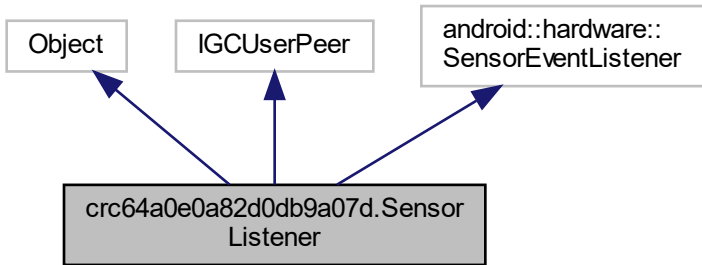 Object
IGCUserPeer
android::hardware::
SensorEventListener
crc64a0e0a82d0db9a07d.Sensor
Listener